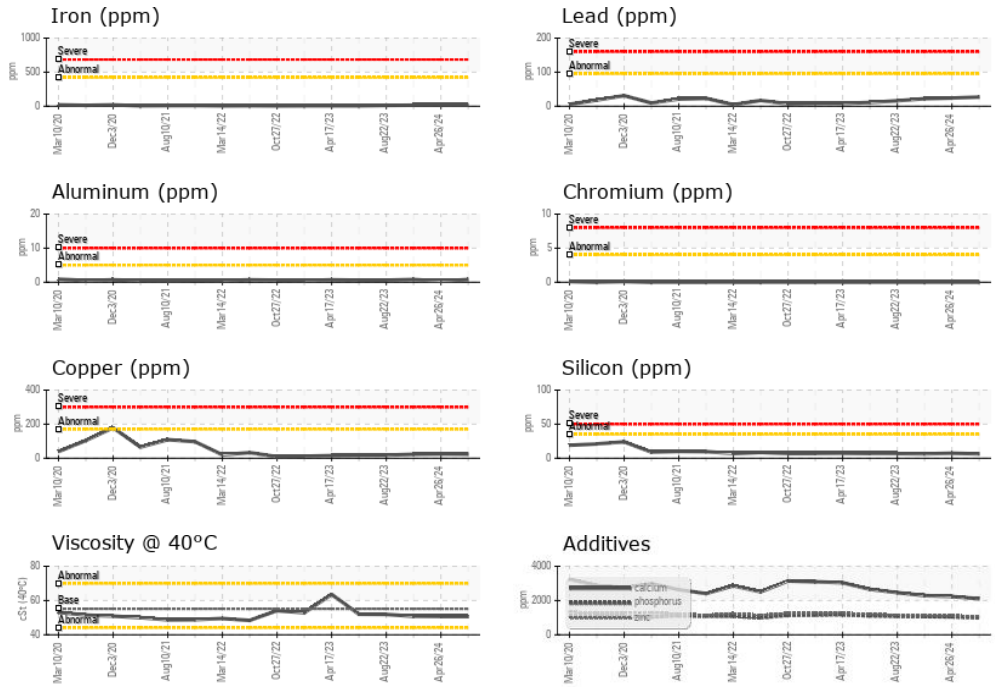 Iron (ppm)
1000
500
0
ppm
Severe
Abnormal
Mar10/20
Dec3/20
Aug10/21
Mar14/22
Oct27/22
Apr17/23
Aug22/23
Apr26/24
Lead (ppm)
200
100
0
ppm
Severe
Abnormal
Mar10/20
Dec3/20
Aug10/21
Mar14/22
Oct27/22
Apr17/23
Aug22/23
Apr26/24
Aluminum (ppm)
20
10
0
ppm
Severe
Abnormal
Mar10/20
Dec3/20
Aug10/21
Mar14/22
Oct27/22
Apr17/23
Aug22/23
Apr26/24
Chromium (ppm)
10
5
0
ppm
Severe
Abnormal
Mar10/20
Dec3/20
Aug10/21
Mar14/22
Oct27/22
Apr17/23
Aug22/23
Apr26/24
Copper (ppm)
400
200
0
ppm
Severe
Abnormal
Mar10/20
Dec3/20
Aug10/21
Mar14/22
Oct27/22
Apr17/23
Aug22/23
Apr26/24
Silicon (ppm)
100
50
0
ppm
Severe
Abnormal
Mar10/20
Dec3/20
Aug10/21
Mar14/22
Oct27/22
Apr17/23
Aug22/23
Apr26/24
Viscosity @ 40°C
80
60
40
cSt (40°C)
Abnormal
Base
Abnormal
Mar10/20
Dec3/20
Aug10/21
Mar14/22
Oct27/22
Apr17/23
Aug22/23
Apr26/24
Additives
4000
2000
0
ppm
calcium
phosphorus
zinc
Mar10/20
Dec3/20
Aug10/21
Mar14/22
Oct27/22
Apr17/23
Aug22/23
Apr26/24